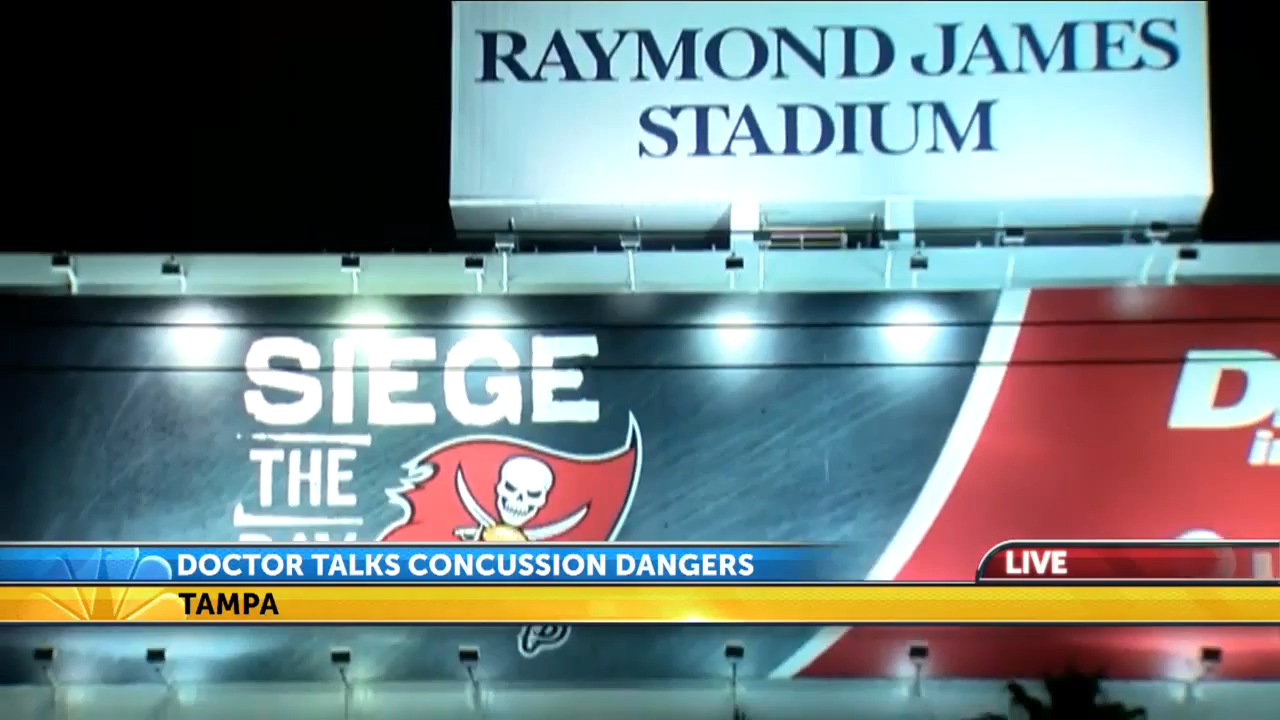 RAYMOND JAMES
STADIUM
SIEGE
THE
DOCTOR TALKS CONCUSSION DANGERS
LIVE
TAMPA